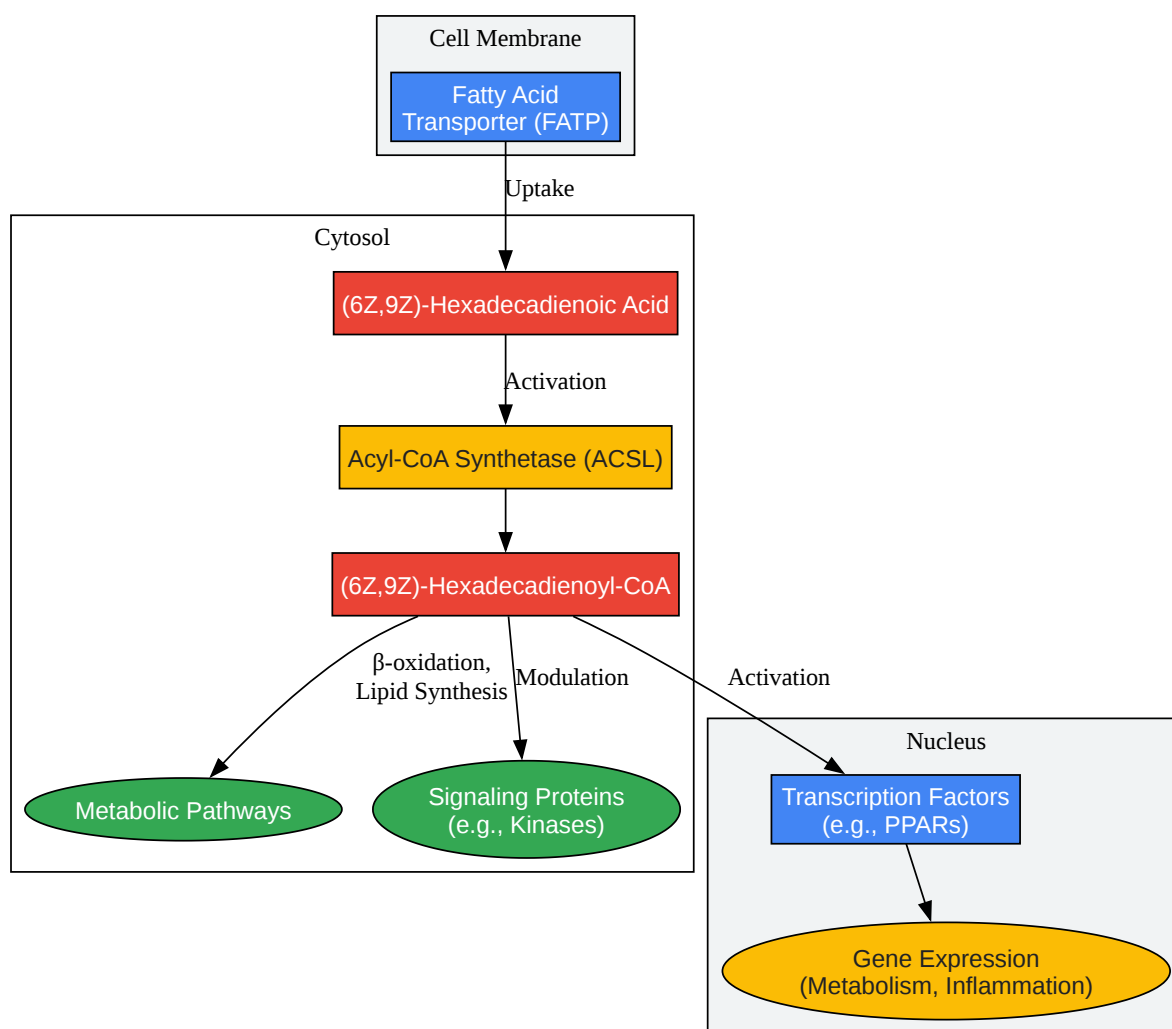 Cell Membrane
Fatty Acid
Transporter (FATP)
Uptake
Cytosol
(6Z,9Z)-Hexadecadienoic Acid
Activation
Acyl-CoA Synthetase (ACSL)
(6Z,9Z)-Hexadecadienoyl-CoA
β-oxidation,
Lipid Synthesis
Modulation
Activation
Metabolic Pathways
Signaling Proteins
(e.g., Kinases)
Nucleus
Transcription Factors
(e.g., PPARs)
Gene Expression
(Metabolism, Inflammation)